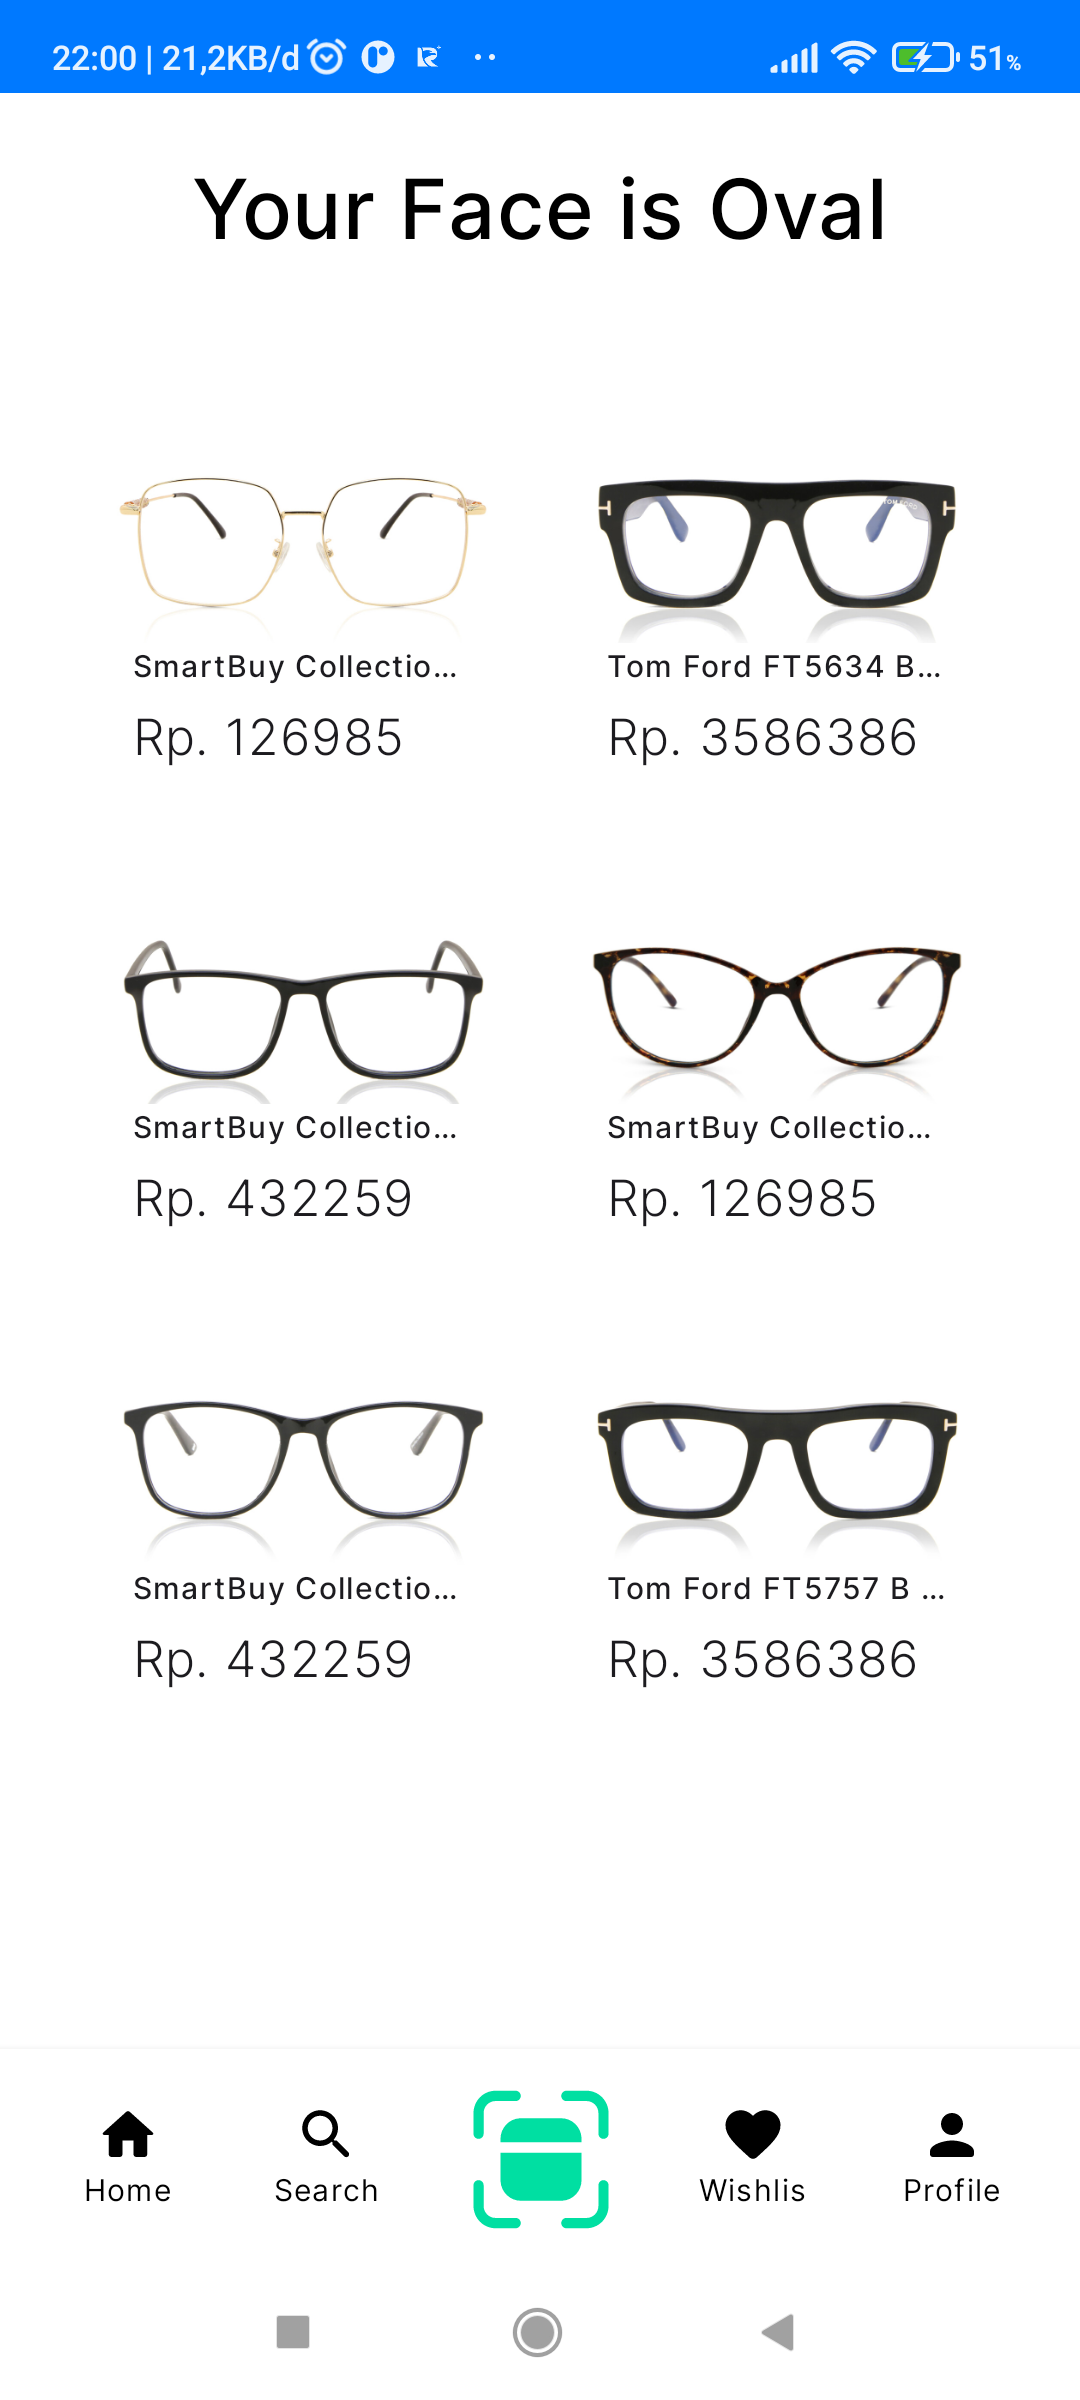 22:00 | 21,2KB/d
51%
Your Face is Oval
SmartBuy Collectio...
Tom Ford FT5634 B...
Rp. 126985
Rp. 3586386
SmartBuy Collectio...
SmartBuy Collectio...
Rp. 432259
Rp. 126985
SmartBuy Collectio...
Tom Ford FT5757 B ...
Rp. 432259
Rp. 3586386
Home
Search
Wishlis
Profile